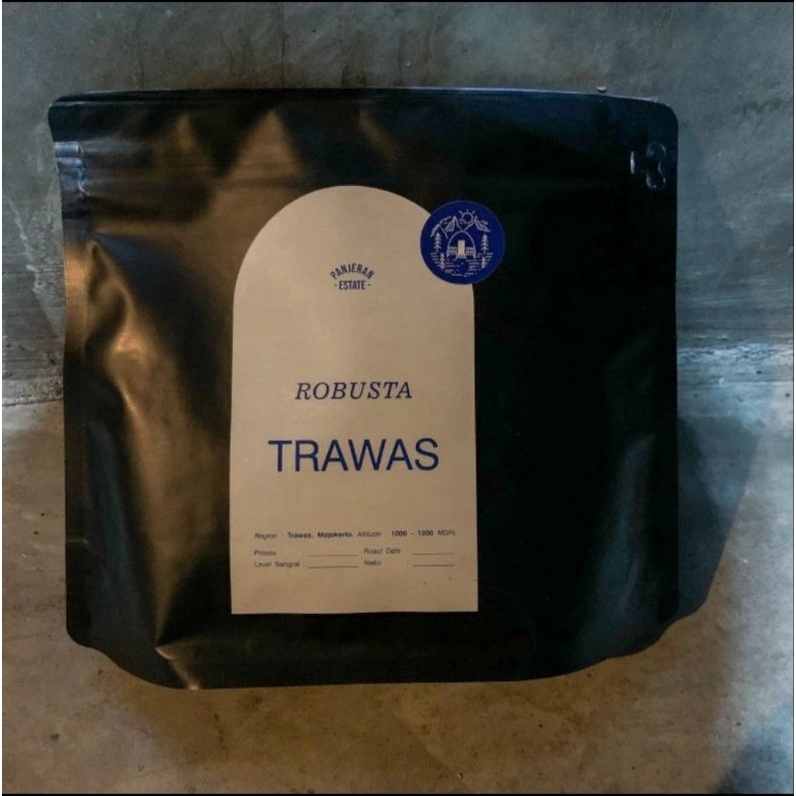 PANJERAN
- ESTATE -
ROBUSTA
TRAWAS
Region : Trawas, Mojokerto, Altitude : 1000 - 1200 MDPL
Proses : Roast Date :
Level Sangrai : Netto :